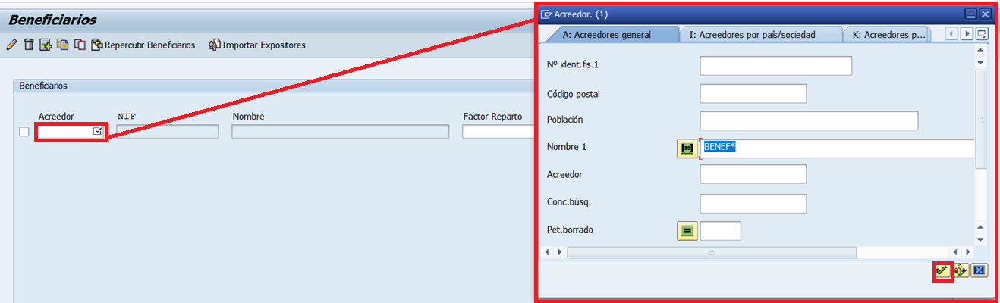 Beneficiarios
Repercutir Beneficiarios
Importar Expositores
Beneficiarios
Acreedor
NIF
Nombre
Factor Reparto
Acreedor. (1)
A: Acreedores general
I: Acreedores por país/sociedad
K: Acreedores p...
Nº ident.fis.1
Código postal
Población
Nombre 1
BENEF*
Acreedor
Conc.búsq.
Pet.borrado